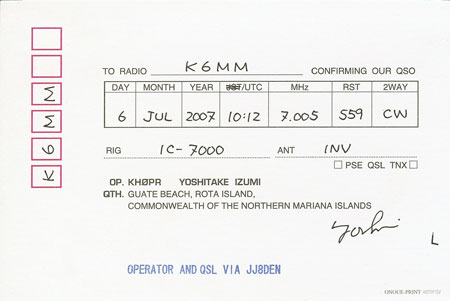 K6MM
TO RADIO K6MM CONFIRMING OUR QSO
DAY MONTH YEAR JST/UTC MHz RST 2WAY
6 JUL 2007 10:12 7.005 559 CW
RIG IC-7000 ANT INV
□ PSE QSL TNX □
OP. KHØPR YOSHITAKE IZUMI
QTH. GUATE BEACH, ROTA ISLAND,
COMMONWEALTH OF THE NORTHERN MARIANA ISLANDS
Yoshi
L
OPERATOR AND QSL VIA JJ8DEN
ONOUE-PRINT